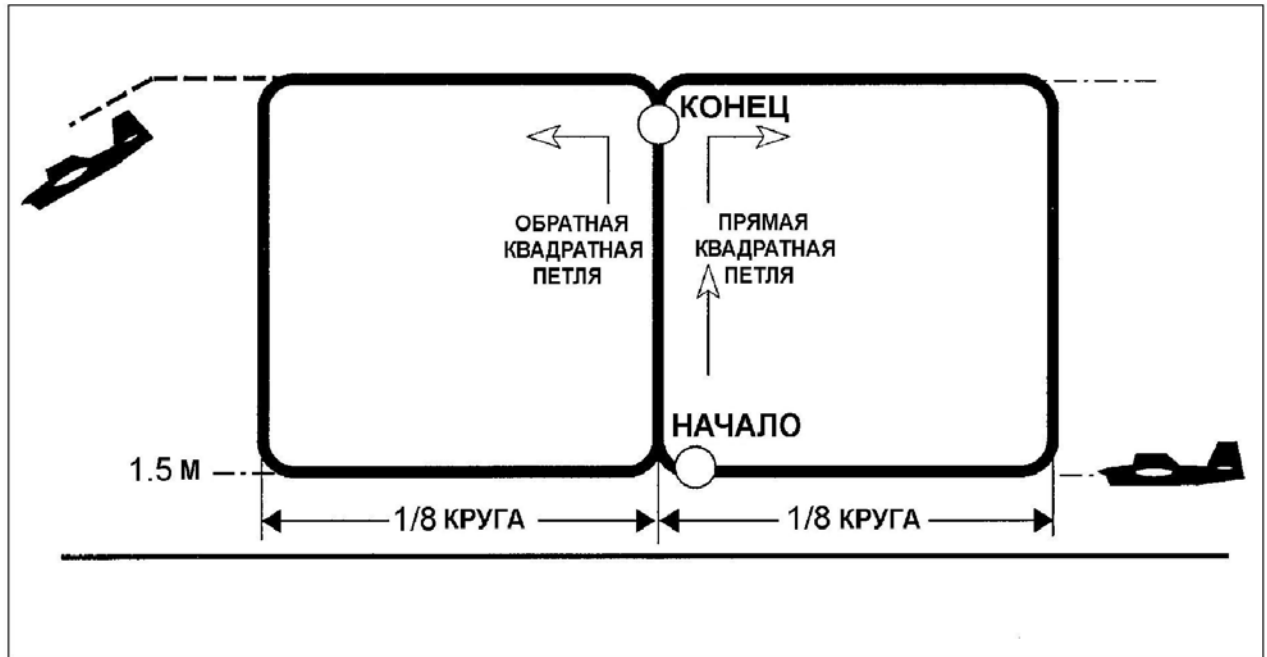 КОНЕЦ
ОБРАТНАЯ
КВАДРАТНАЯ
ПЕТЛЯ
ПРЯМАЯ
КВАДРАТНАЯ
ПЕТЛЯ
НАЧАЛО
1.5 М
1/8 КРУГА
1/8 КРУГА